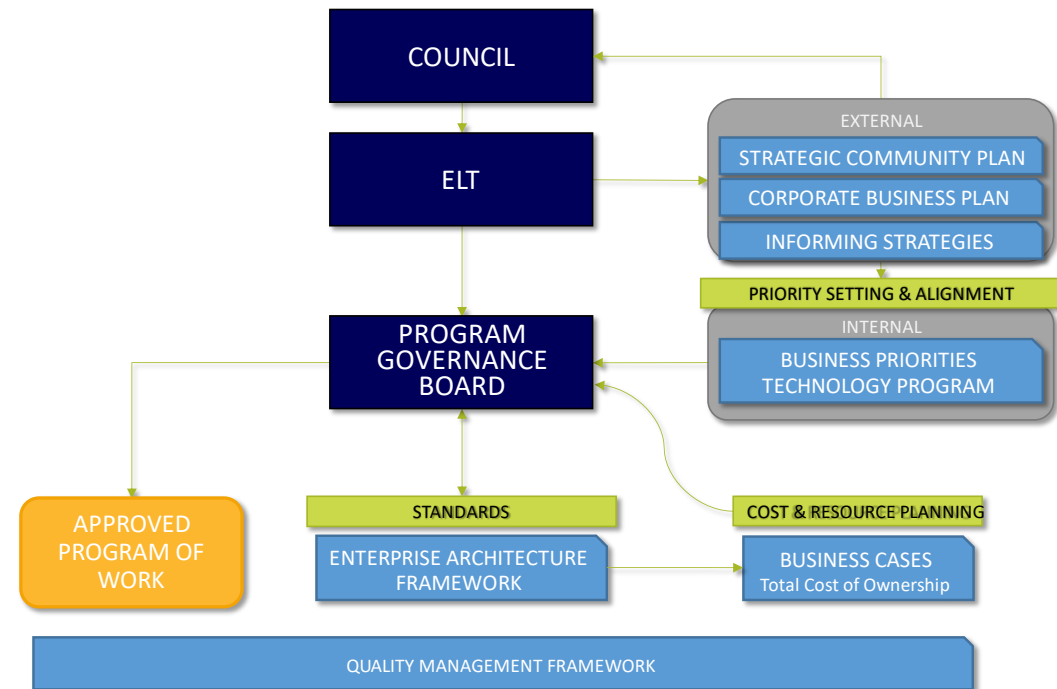 COUNCIL
EXTERNAL
STRATEGIC COMMUNITY PLAN
ELT
CORPORATE BUSINESS PLAN
INFORMING STRATEGIES
PRIORITY SETTING & ALIGNMENT
INTERNAL
PROGRAM
GOVERNANCE
BOARD
BUSINESS PRIORITIES
TECHNOLOGY PROGRAM
STANDARDS
COST & RESOURCE PLANNING
APPROVED
PROGRAM OF
WORK
ENTERPRISE ARCHITECTURE
FRAMEWORK
BUSINESS CASES
Total Cost of Ownership
QUALITY MANAGEMENT FRAMEWORK